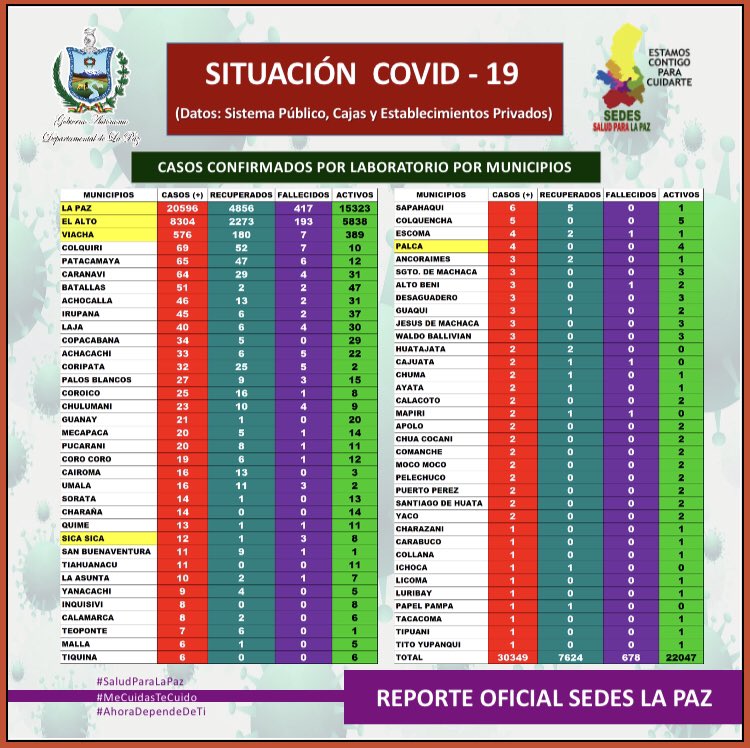 Gobierno Autónomo
Departamental de La Paz
SITUACIÓN COVID - 19
(Datos: Sistema Público, Cajas y Establecimientos Privados)
ESTAMOS
CONTIGO
PARA
CUIDARTE
SEDES
SALUD PARA LA PAZ
CASOS CONFIRMADOS POR LABORATORIO POR MUNICIPIOS
MUNICIPIOS CASOS (+) RECUPERADOS FALLECIDOS ACTIVOS
LA PAZ 20596 4856 417 15323
EL ALTO 8304 2273 193 5838
VIACHA 576 180 7 389
COLQUIRI 69 52 7 10
PATACAMAYA 65 47 6 12
CARANAVI 64 29 4 31
BATALLAS 51 2 2 47
ACHOCALLA 46 13 2 31
IRUPANA 45 6 2 37
LAJA 40 6 4 30
COPACABANA 34 5 0 29
ACHACACHI 33 6 5 22
CORIPATA 32 25 5 2
PALOS BLANCOS 27 9 3 15
COROICO 25 16 1 8
CHULUMANI 23 10 4 9
GUANAY 21 1 0 20
MECAPACA 20 5 1 14
PUCARANI 20 8 1 11
CORO CORO 19 6 1 12
CAIROMA 16 13 0 3
UMALA 16 11 3 2
SORATA 14 1 0 13
CHARAÑA 14 0 0 14
QUIME 13 1 1 11
SICA SICA 12 1 3 8
SAN BUENAVENTURA 11 9 1 1
TIAHUANACU 11 0 0 11
LA ASUNTA 10 2 1 7
YANACACHI 9 4 0 5
INQUISIVI 8 0 0 8
CALAMARCA 8 2 0 6
TEOPONTE 7 6 0 1
MALLA 6 1 0 5
TIQUINA 6 0 0 6
MUNICIPIOS CASOS (+) RECUPERADOS FALLECIDOS ACTIVOS
SAPAHAQUI 6 5 0 1
COLQUENCHA 5 0 0 5
ESCOMA 4 2 1 1
PALCA 4 0 0 4
ANCORAIMES 3 2 0 1
SGTO. DE MACHACA 3 0 0 3
ALTO BENI 3 0 1 2
DESAGUADERO 3 0 0 3
GUAQUI 3 1 0 2
JESUS DE MACHACA 3 0 0 3
WALDO BALLIVIAN 3 0 0 3
HUATAJATA 2 2 0 0
CAJUATA 2 1 1 0
CHUMA 2 1 0 1
AYATA 2 1 0 1
CALACOTO 2 0 0 2
MAPIRI 2 1 1 0
APOLO 2 0 0 2
CHUA COCANI 2 0 0 2
COMANCHE 2 0 0 2
MOCO MOCO 2 0 0 2
PELECHUCO 2 0 0 2
PUERTO PEREZ 2 0 0 2
SANTIAGO DE HUATA 2 0 0 2
YACO 2 0 0 2
CHARAZANI 1 0 0 1
CARABUCO 1 0 0 1
COLLANA 1 0 0 1
ICHOCA 1 1 0 0
LICOMA 1 0 0 1
LURIBAY 1 0 0 1
PAPEL PAMPA 1 1 0 0
TACACOMA 1 0 0 1
TIPUANI 1 0 0 1
TITO YUPANQUI 1 0 0 1
TOTAL 30349 7624 678 22047
#SaludParaLaPaz
#MeCuidasTeCuido
#AhoraDependeDeTi
REPORTE OFICIAL SEDES LA PAZ